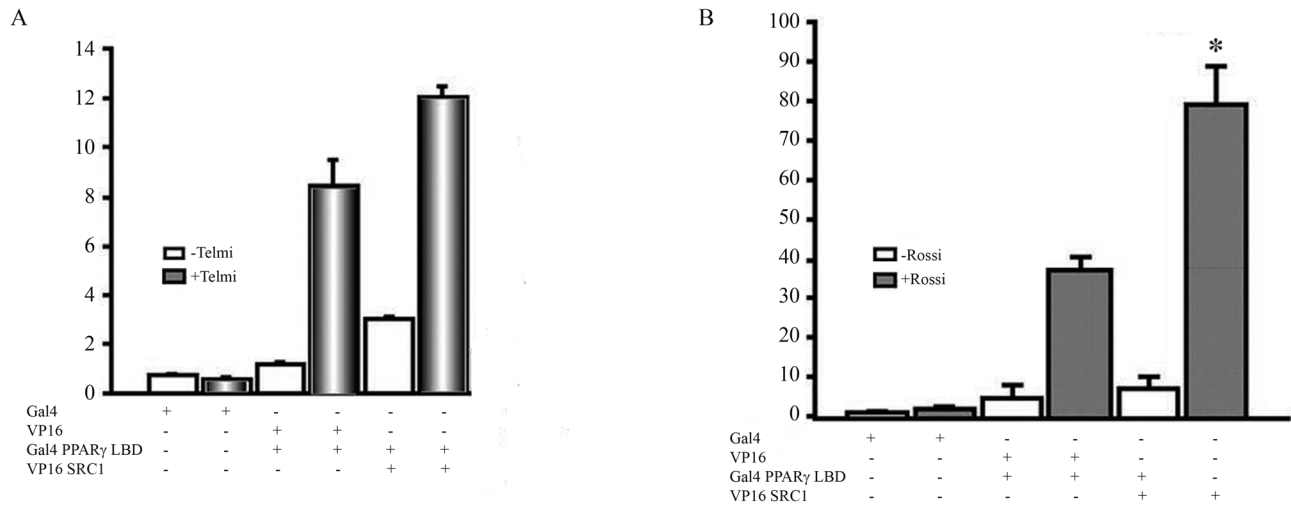 A
14
12
10
8
6
4
2
0
-Telmi
+Telmi
Gal4 + + - - - -
VP16 - - + + - -
Gal4 PPARγ LBD - - + + + +
VP16 SRC1 - - - - + +
B
100
90
80
70
60
50
40
30
20
10
0
*
-Rossi
+Rossi
Gal4 + + - - - -
VP16 - - + + - -
Gal4 PPARγ LBD - - + + + -
VP16 SRC1 - - - - + +